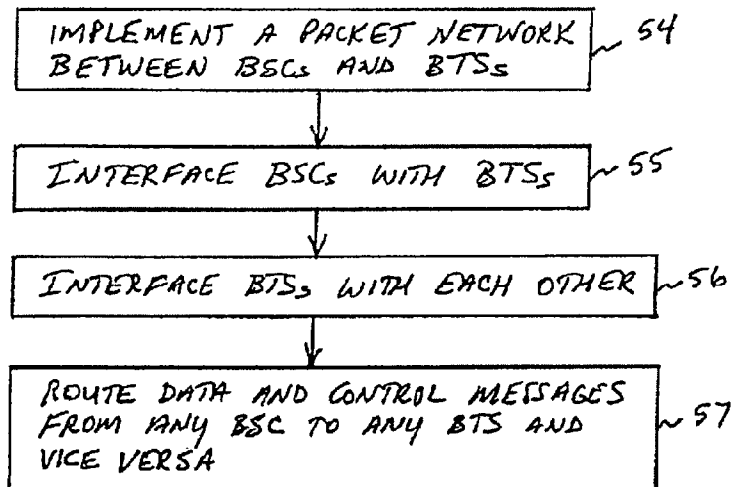 IMPLEMENT A PACKET NETWORK
BETWEEN BSCs AND BTSs
54
INTERFACE BSCs WITH BTSs
55
INTERFACE BTSs WITH EACH OTHER
56
ROUTE DATA AND CONTROL MESSAGES
FROM ANY BSC TO ANY BTS AND
VICE VERSA
57